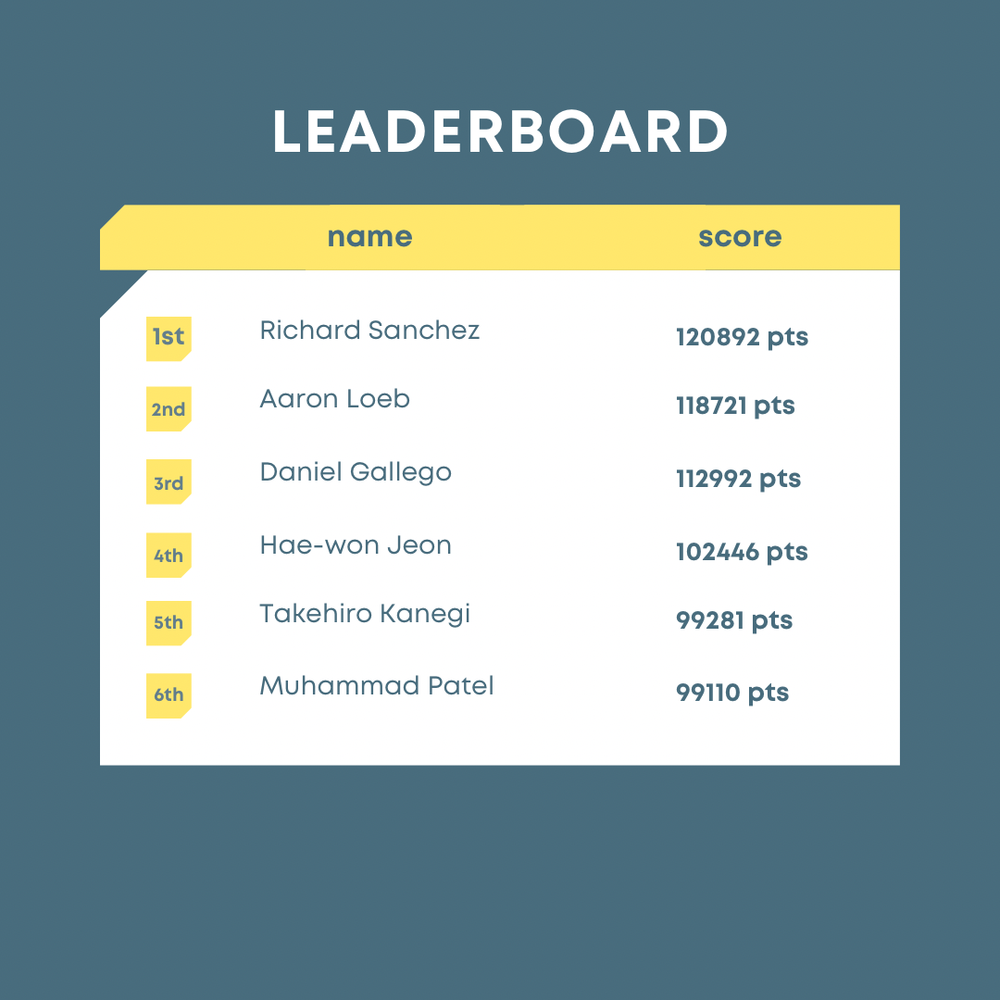 LEADERBOARD
name score
1st Richard Sanchez 120892 pts
2nd Aaron Loeb 118721 pts
3rd Daniel Gallego 112992 pts
4th Hae-won Jeon 102446 pts
5th Takehiro Kanegi 99281 pts
6th Muhammad Patel 99110 pts